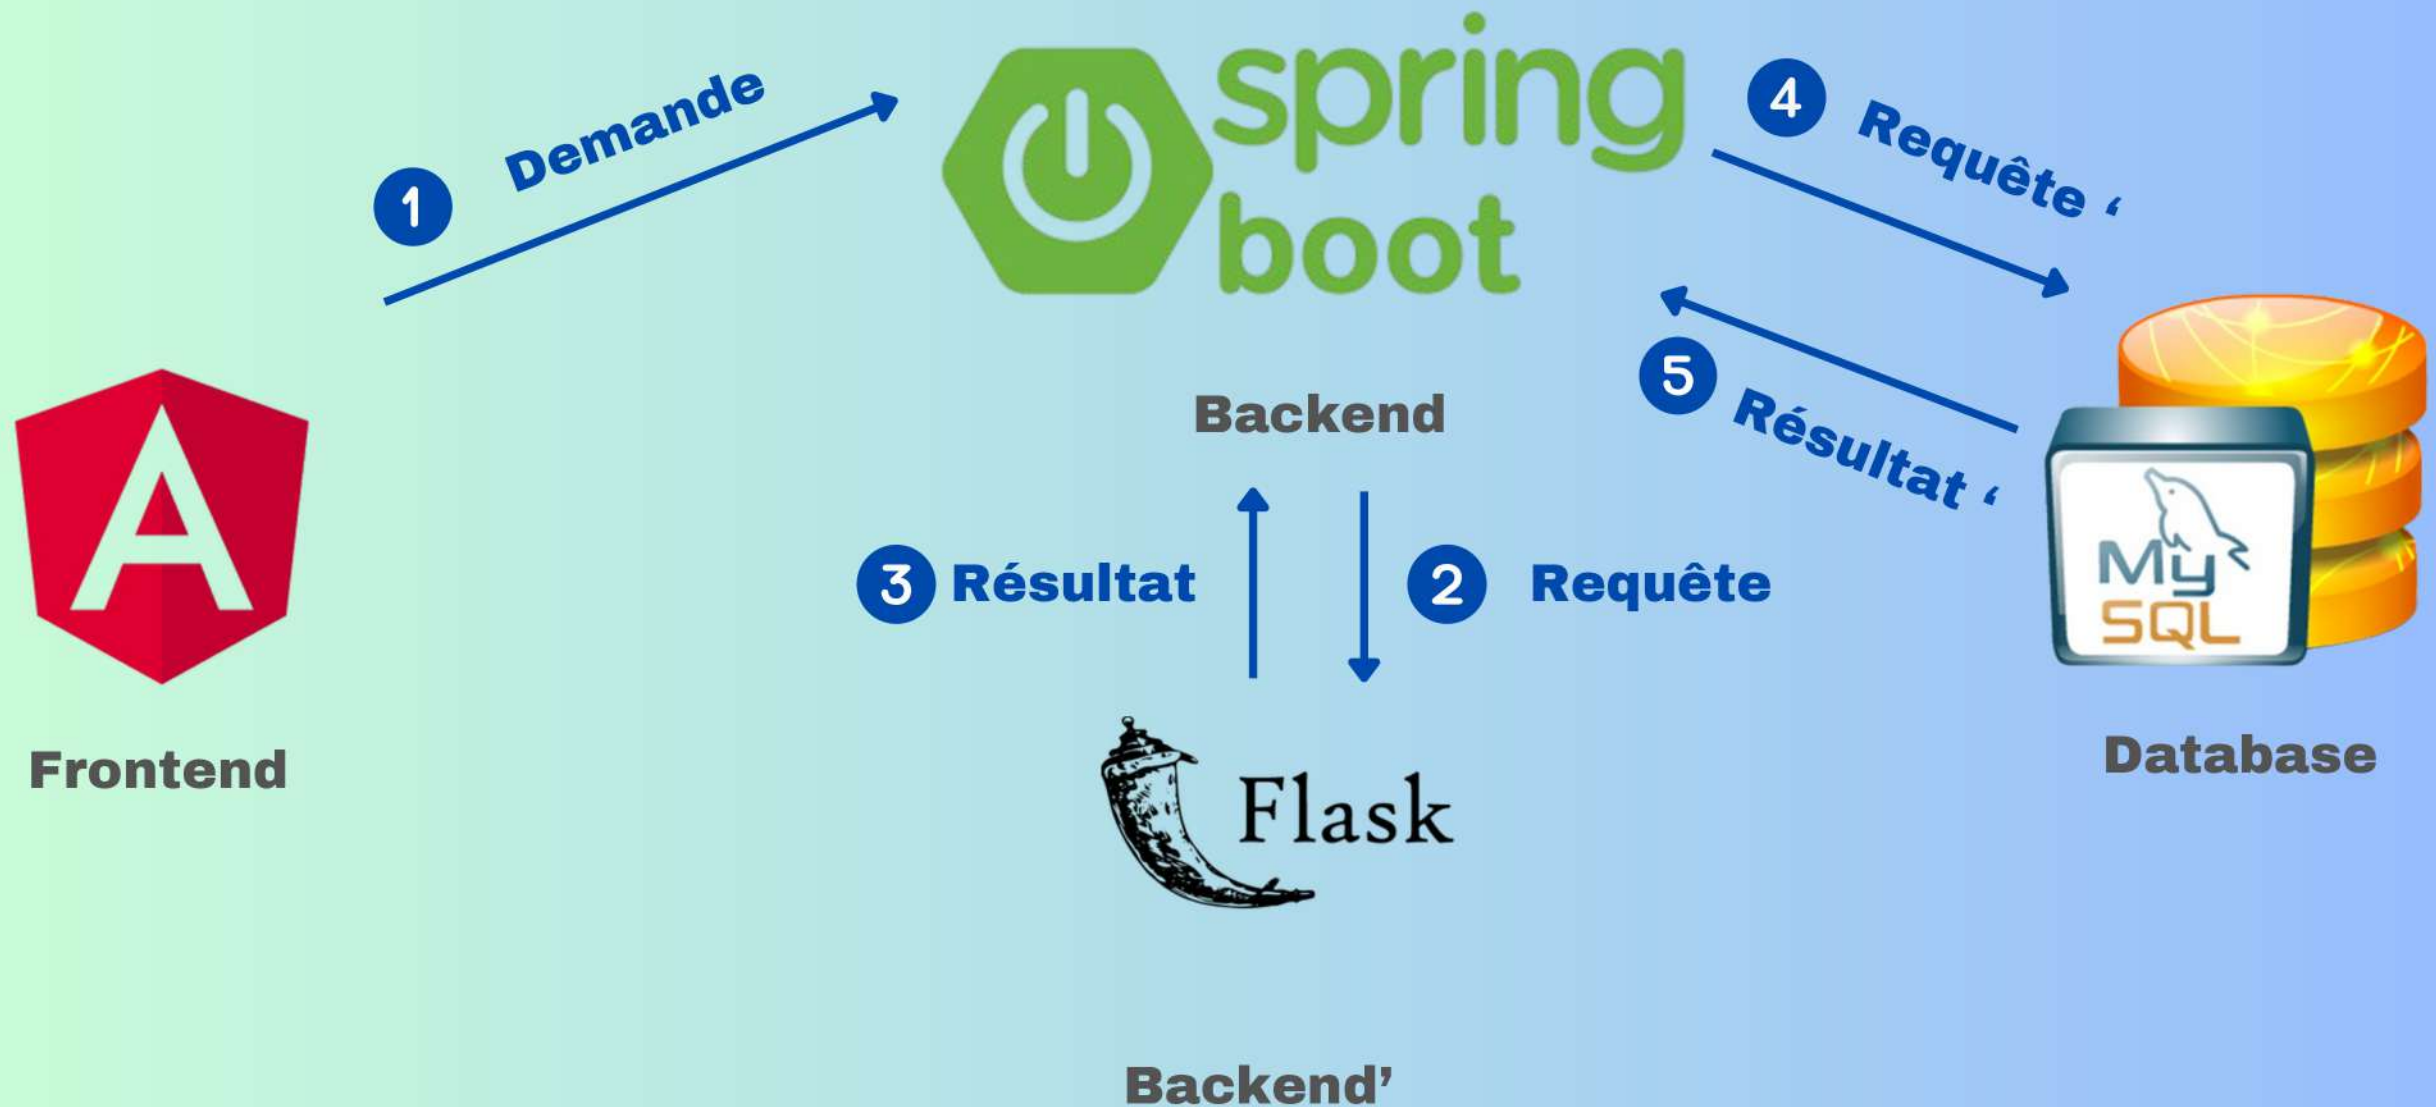 spring
boot
4
Requête ‘
Demande
1
5
Résultat ‘
Backend
3 Résultat
2 Requête
My
SQL
Flask
Frontend
Database
Backend’